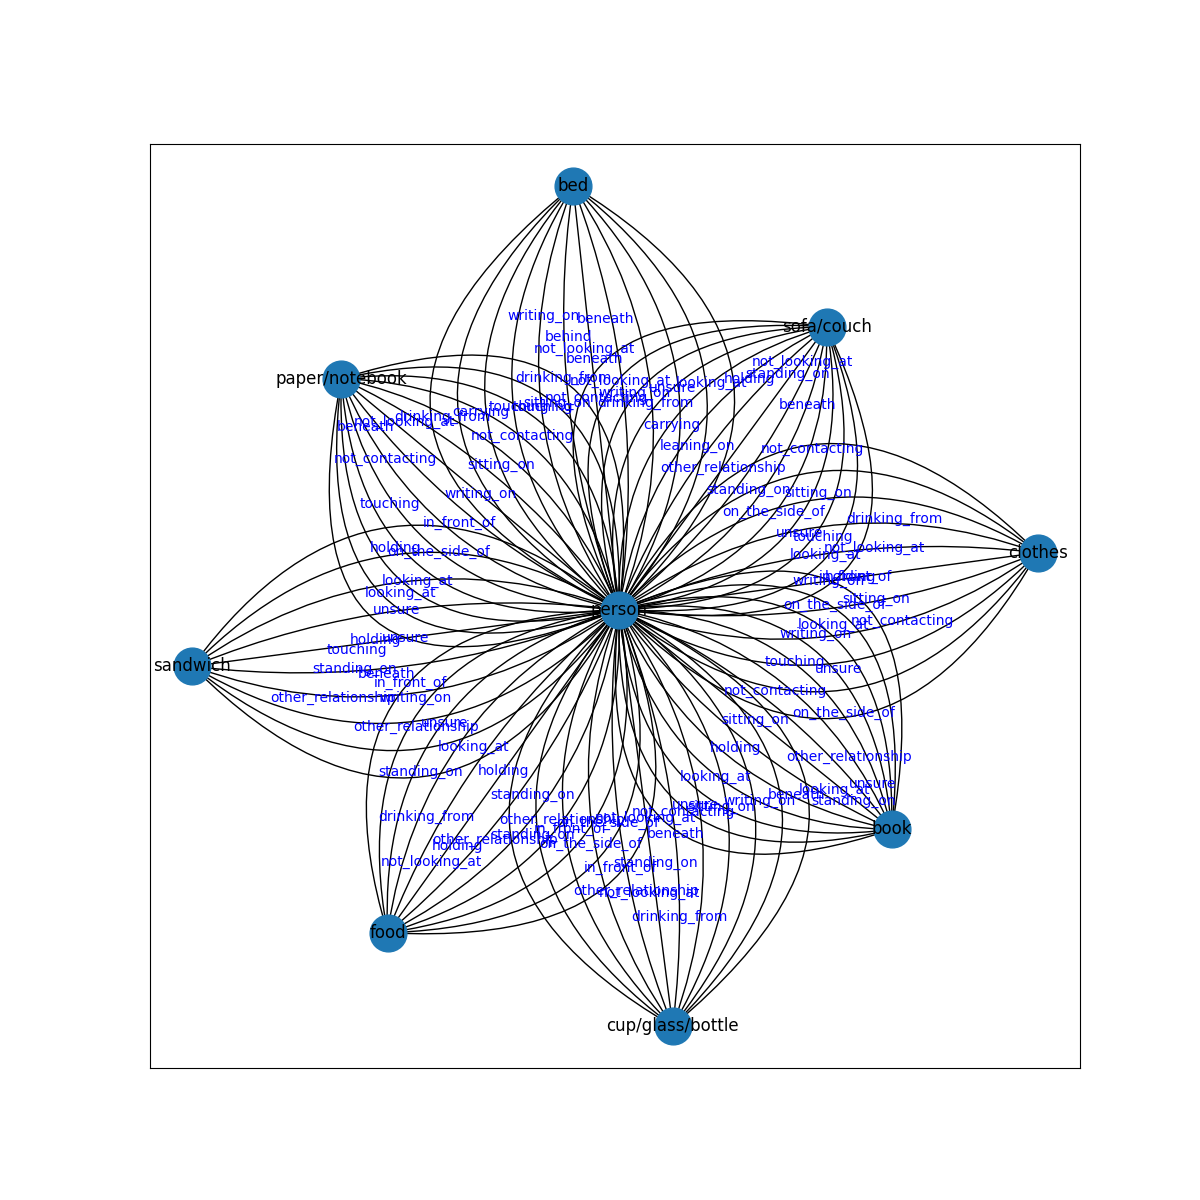 bed
writing_on
beneath
sofa/couch
behind
not_looking_at
beneath
not_looking_at
standing_on
paper/notebook
drinking_from
not_looking_at
looking_at
holding
unsure
writing_on
not_contacting
sitting_on
drinking_from
touching
beneath
carrying
drinking_from
not_looking_at
beneath
carrying
not_contacting
leaning_on
not_contacting
not_contacting
sitting_on
other_relationship
touching
writing_on
standing_on
sitting_on
in_front_of
on_the_side_of
drinking_from
holding
on_the_side_of
unsure
touching
looking_at
not_looking_at
clothes
looking_at
looking_at
writing_on
in_front_of
unsure
person
on_the_side_of
sitting_on
holding
unsure
touching
looking_at
not_contacting
writing_on
sandwich
standing_on
beneath
in_front_of
touching
unsure
other_relationship
writing_on
not_contacting
other_relationship
unsure
sitting_on
on_the_side_of
looking_at
holding
other_relationship
standing_on
holding
looking_at
unsure
standing_on
beneath
looking_at
writing_on
standing_on
drinking_from
unsure
not_contacting
book
other_relationship
standing_on
in_front_of
on_the_side_of
not_looking_at
beneath
holding
on_the_side_of
not_looking_at
in_front_of
standing_on
other_relationship
not_looking_at
drinking_from
food
cup/glass/bottle